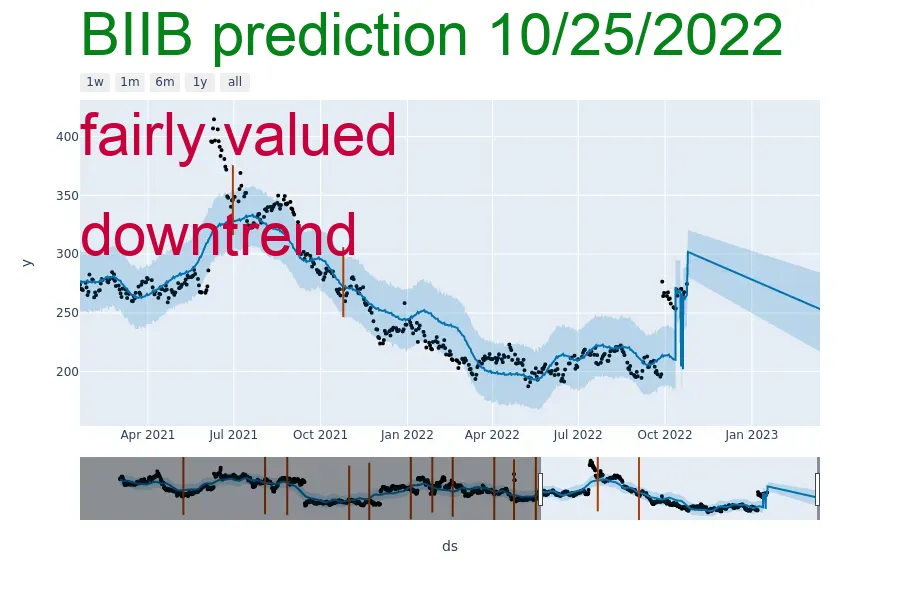 BIIB prediction 10/25/2022
1w 1m 6m 1y all
fairly valued
downtrend
400
350
300
250
200
y
Apr 2021 Jul 2021 Oct 2021 Jan 2022 Apr 2022 Jul 2022 Oct 2022 Jan 2023
ds